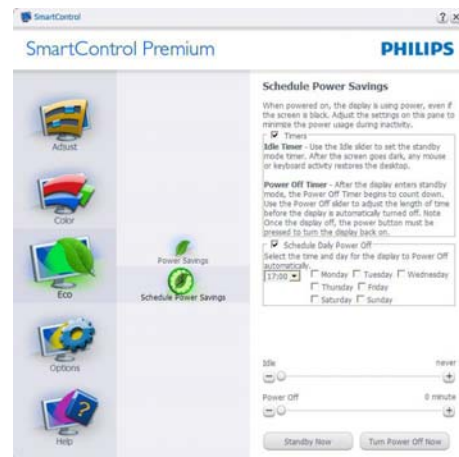 SmartControl
SmartControl Premium
PHILIPS
Adjust
Color
Eco
Options
Help
Power Savings
Schedule Power Savings
Schedule Power Savings
When powered on, the display is using power, even if
the screen is black. Adjust the settings on the pane to
minimize the power usage during inactivity.
Timers
Idle Timer - Use the Idle slider to set the standby
mode timer. After the screen goes dark, any mouse
or keyboard activity restores the desktop.
Power Off Timer - After the display enters standby
mode, the Power Off Timer begins to count down.
Use the Power Off slider to adjust the length of time
before the display is automatically turned off. Note
Once the display off, the power button must be
pressed to turn the display back on.
Schedule Daily Power Off
Select the time and day for the display to Power Off
automatically.
17:00 Monday Tuesday Wednesday
Thursday Friday
Saturday Sunday
Idle never
Power Off 0 minute
Standby Now Turn Power Off Now